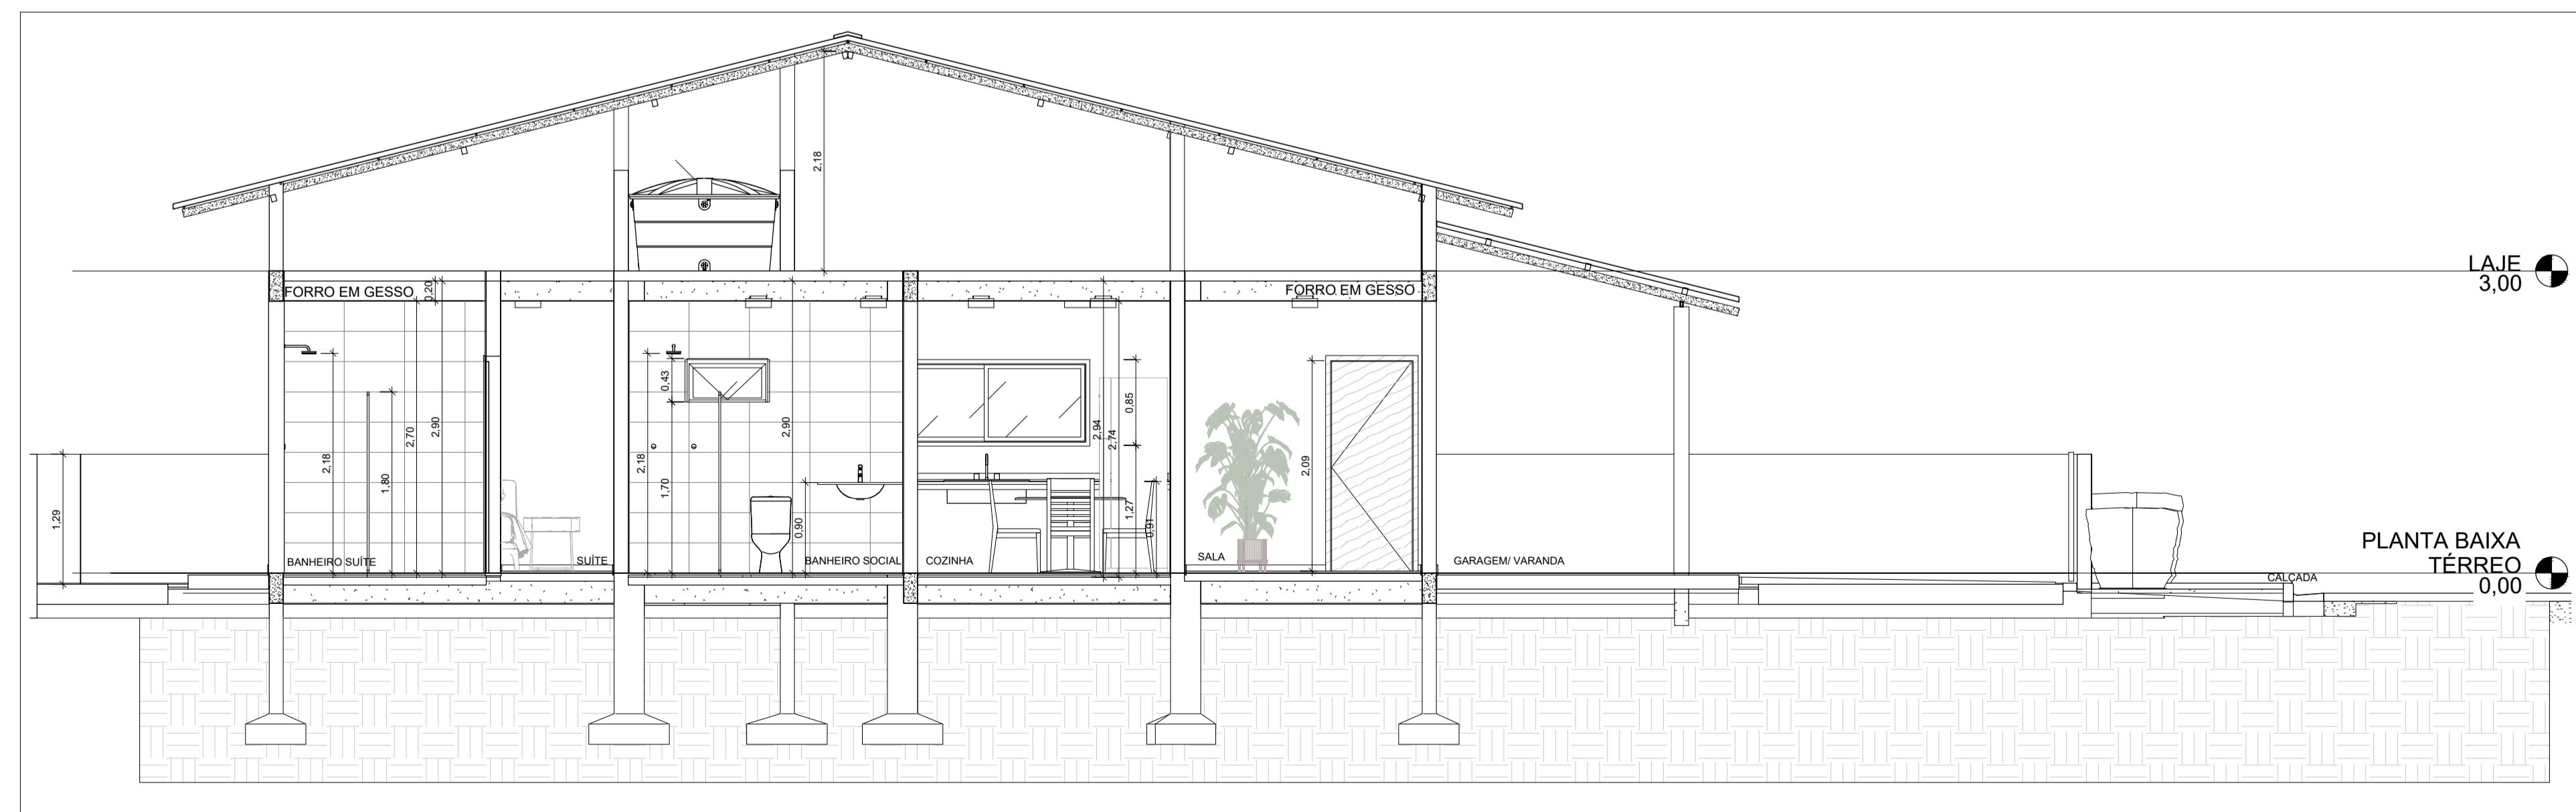 2,18
LAJE
3,00
FORRO EM GESSO
0,20
FORRO EM GESSO
0,43
0,85
2,70
2,90
2,90
2,94
2,74
2,18
1,80
2,18
1,70
2,09
1,29
0,90
1,27
0,91
PLANTA BAIXA
TÉRREO
0,00
BANHEIRO SUÍTE
SUÍTE
BANHEIRO SOCIAL
COZINHA
SALA
GARAGEM/ VARANDA
CALÇADA